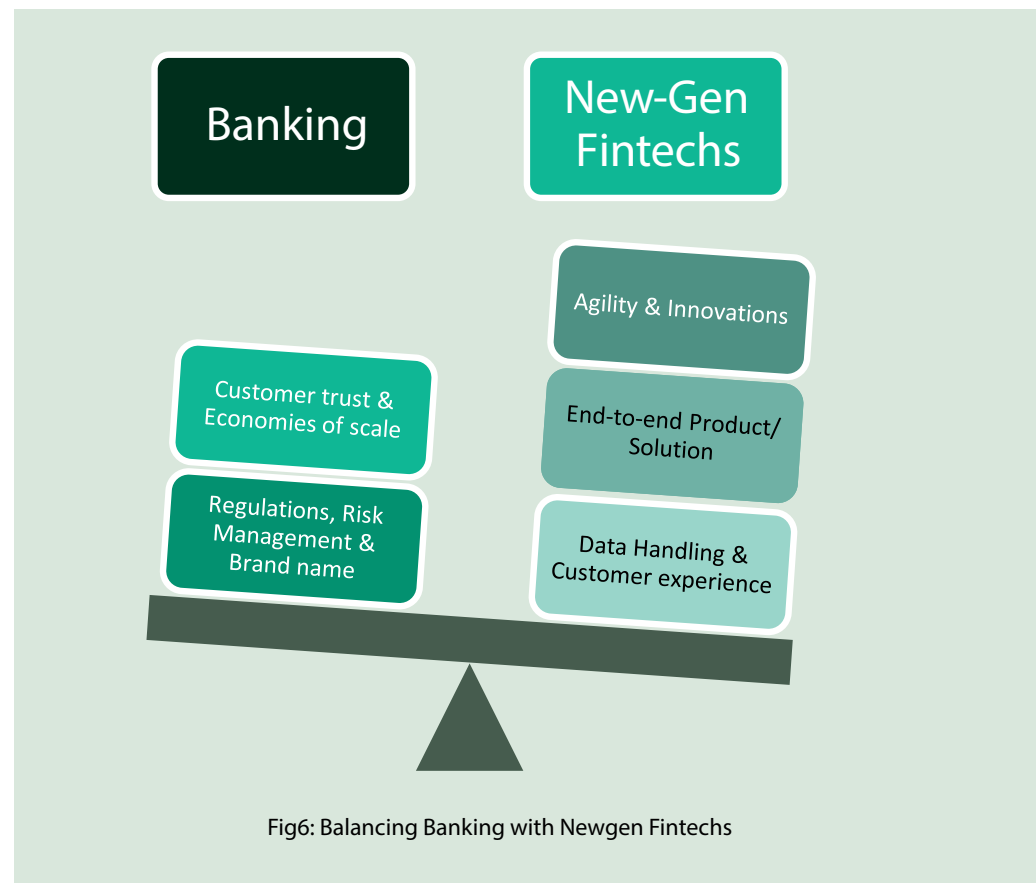 Banking
New-Gen
Fintechs
Customer trust &
Economies of scale
Regulations, Risk
Management &
Brand name
Agility & Innovations
End-to-end Product/
Solution
Data Handling &
Customer experience
Fig6: Balancing Banking with Newgen Fintechs